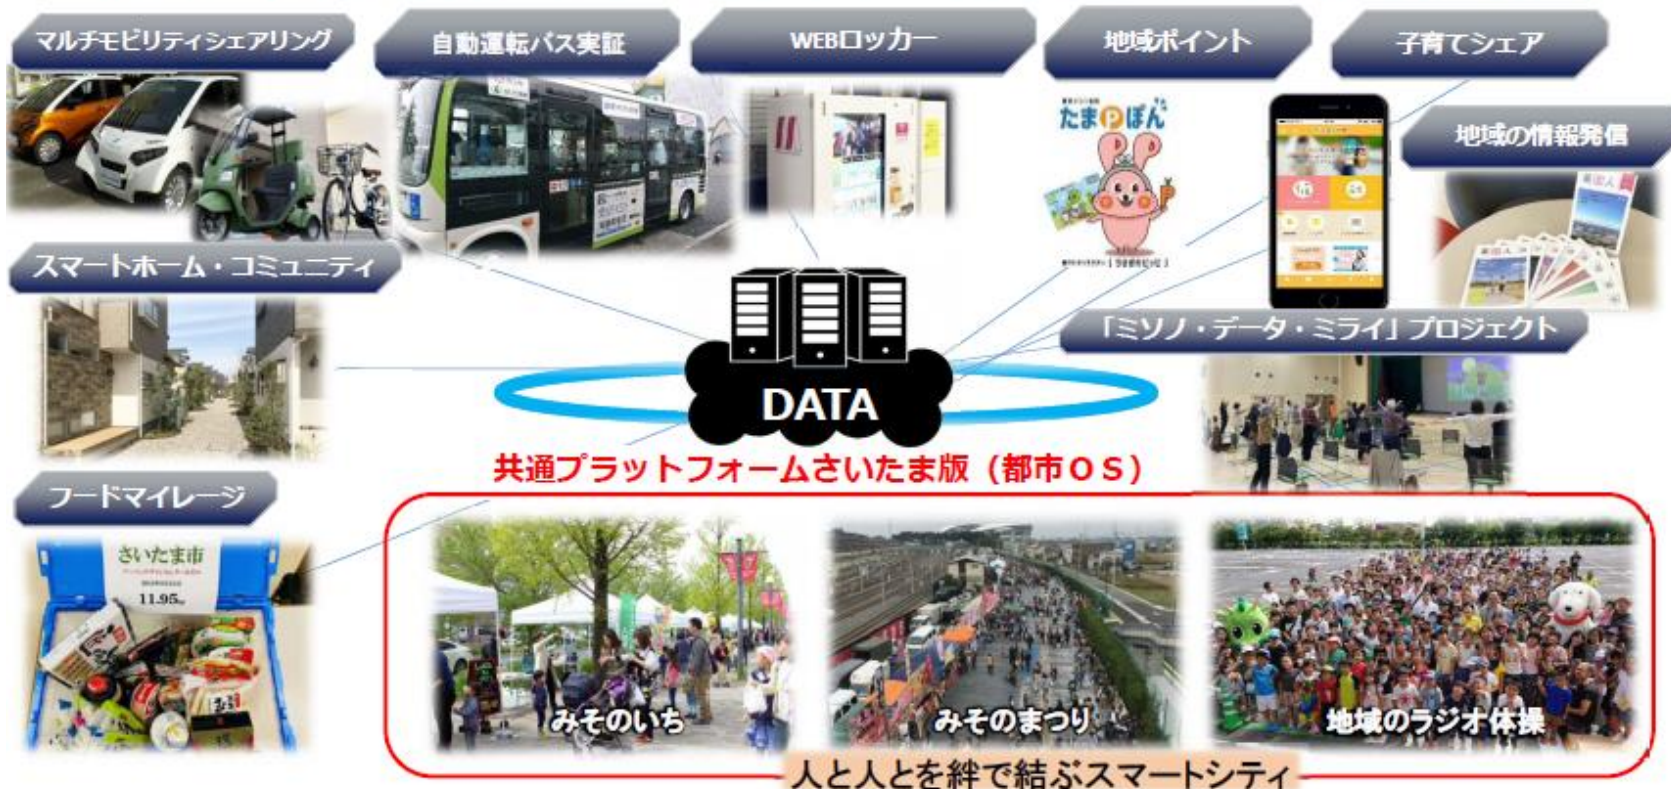 マルチモビリティシェアリング
自動運転バス実証
WEBロッカー
地域ポイント
子育てシェア
たまPぽん
地域の情報発信
スマートホーム・コミュニティ
「ミソノ・データ・ミライ」プロジェクト
DATA
共通プラットフォームさいたま版（都市OS）
フードマイレージ
さいたま市
11.95
みそのいち
みそのまつり
地域のラジオ体操
人と人とを絆で結ぶスマートシティ